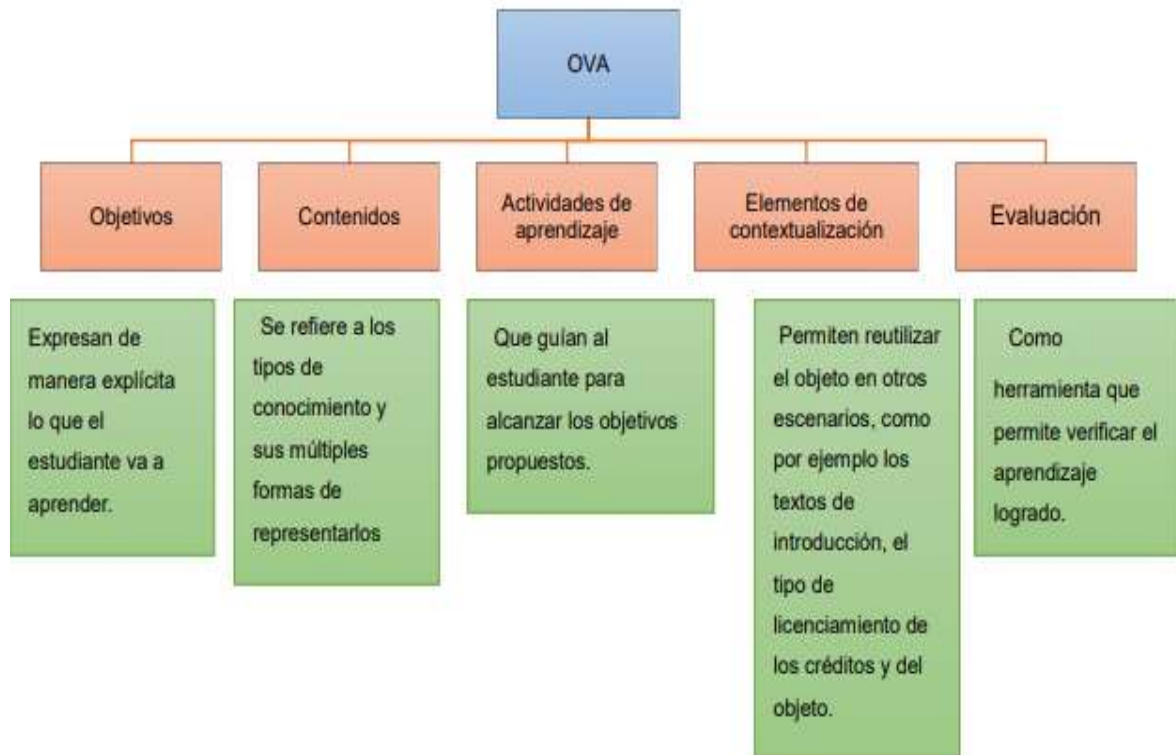 OVA
Objetivos
Contenidos
Actividades de
aprendizaje
Elementos de
contextualización
Evaluación
Expresan de
manera explícita
lo que el
estudiante va a
aprender.
Se refiere a los
tipos de
conocimiento y
sus múltiples
formas de
representarlos
Que guían al
estudiante para
alcanzar los objetivos
propuestos.
Permiten reutilizar
el objeto en otros
escenarios, como
por ejemplo los
textos de
introducción, el
tipo de
licenciamiento de
los créditos y del
objeto.
Como
herramienta que
permite verificar el
aprendizaje
logrado.